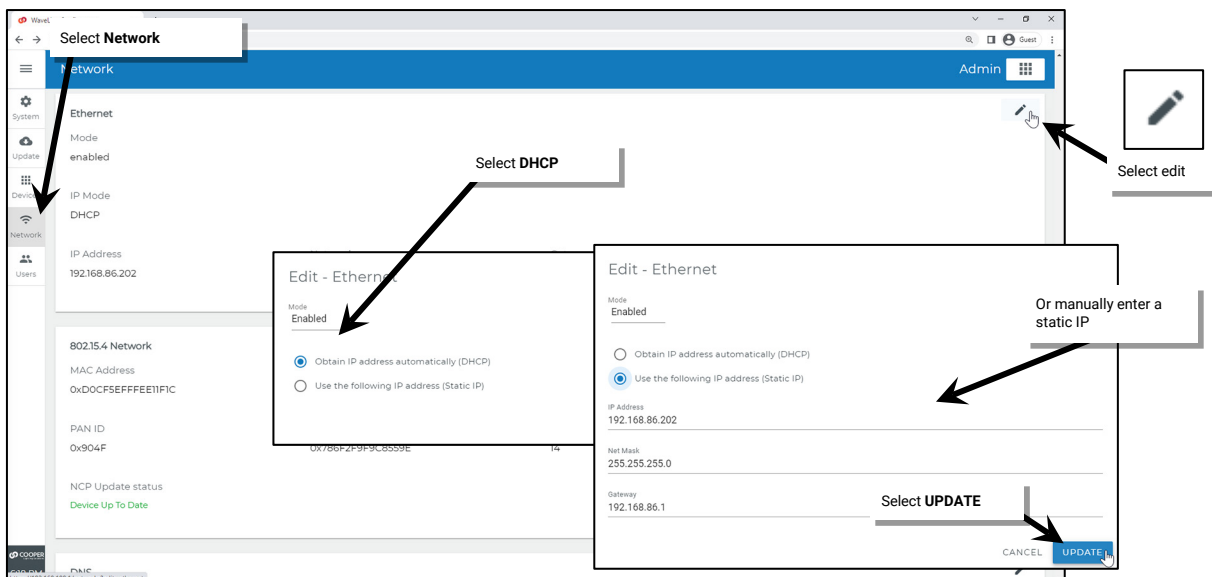 WaveL
Guest
Select Network
Network
Admin
System
Update
Devic
Network
Users
Ethernet
Mode
enabled
IP Mode
DHCP
IP Address
192.168.86.202
Select DHCP
Select edit
Edit - Ethernet
Mode
Enabled
Obtain IP address automatically (DHCP)
Use the following IP address (Static IP)
Edit - Ethernet
Mode
Enabled
Obtain IP address automatically (DHCP)
Use the following IP address (Static IP)
IP Address
192.168.86.202
Net Mask
255.255.255.0
Gateway
192.168.86.1
Or manually enter a
static IP
Select UPDATE
CANCEL
UPDATE
802.15.4 Network
MAC Address
0xD0CF5EFFFEE11F1C
PAN ID
0x904F
0x786F2F9F9C8559E
14
NCP Update status
Device Up To Date
COOPER
DNS